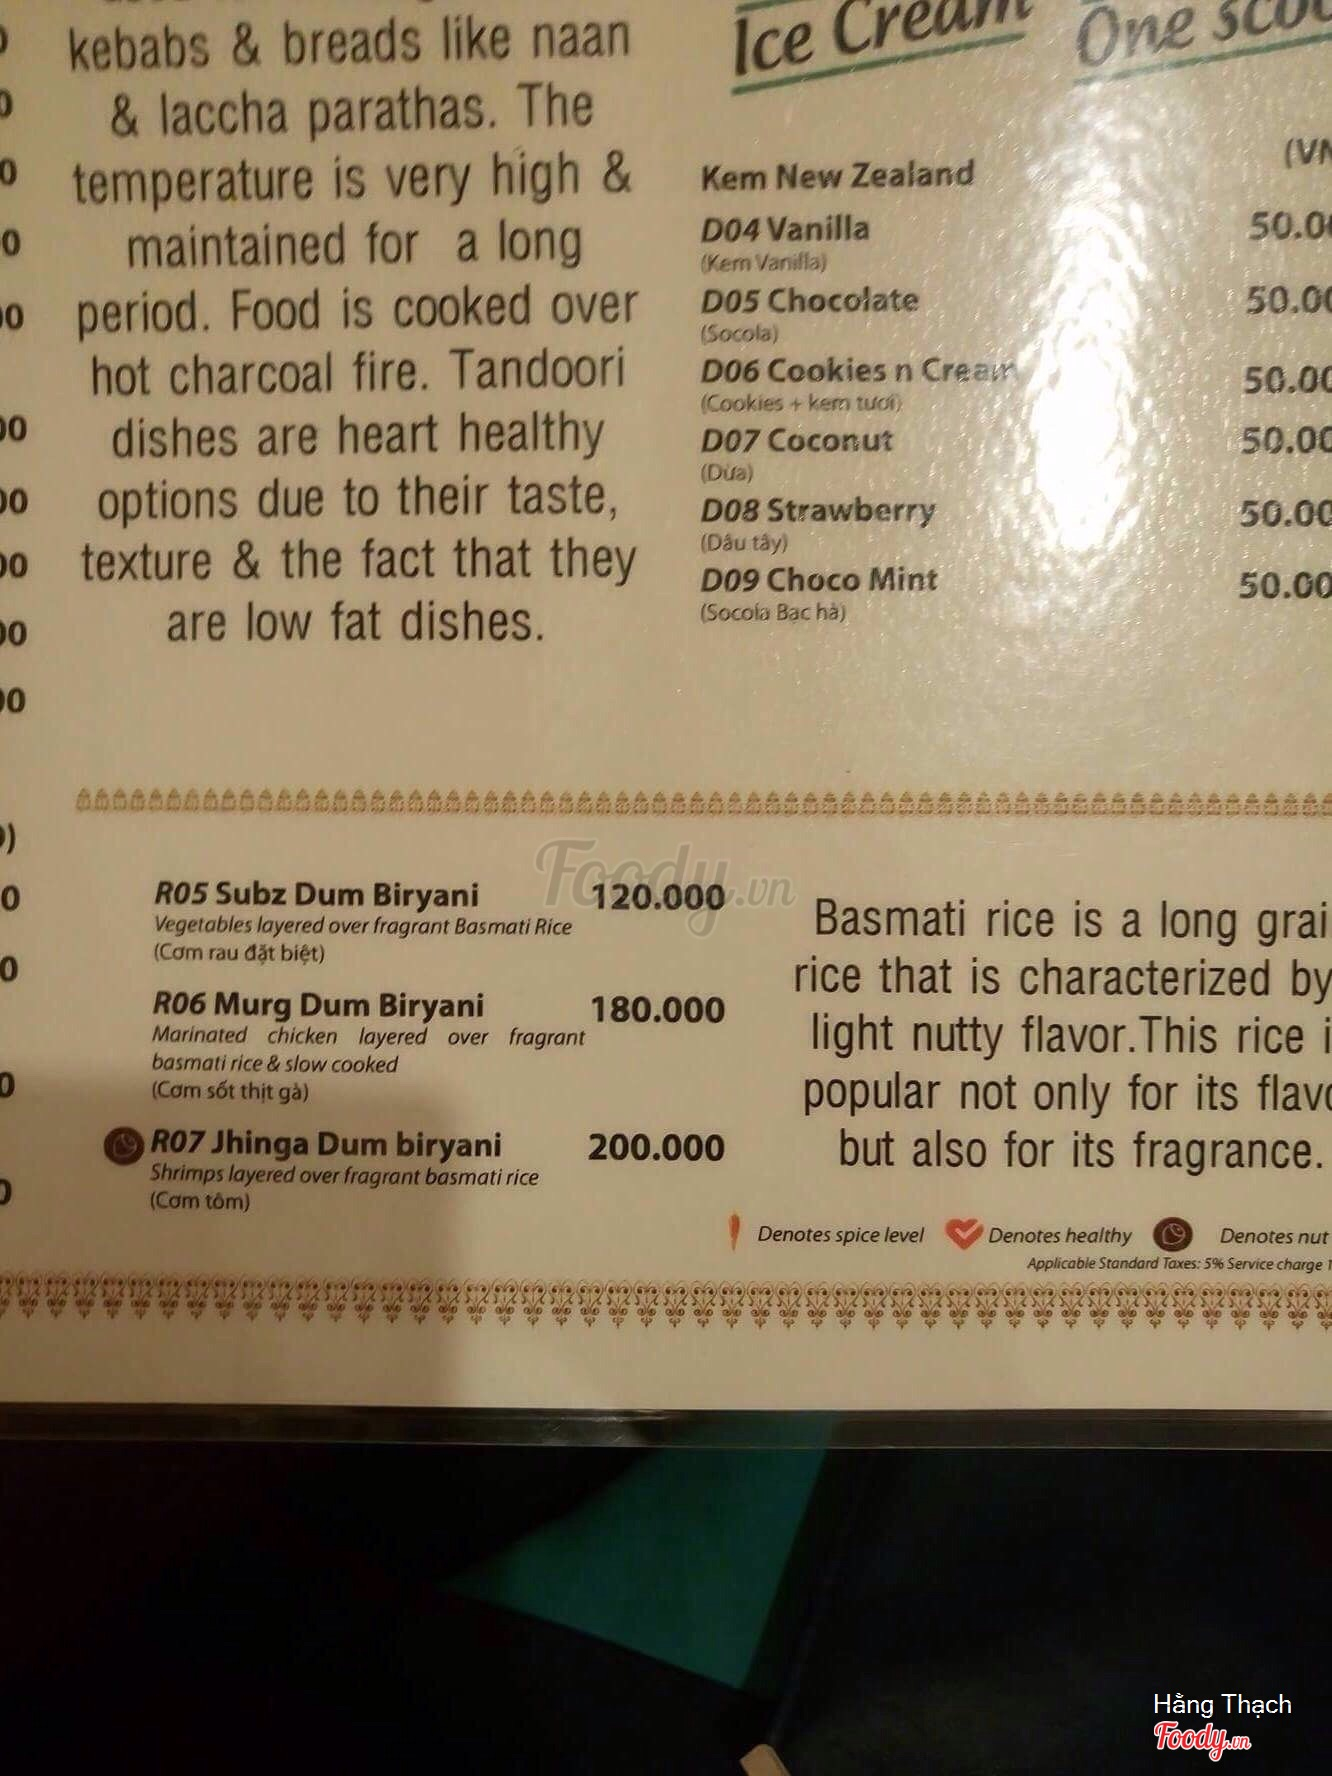 kebabs & breads like naan
& laccha parathas. The
temperature is very high &
maintained for a long
period. Food is cooked over
hot charcoal fire. Tandoori
dishes are heart healthy
options due to their taste,
texture & the fact that they
are low fat dishes.
Ice Cream
One
Kem New Zealand
D04 Vanilla
(Kem Vanilla)
D05 Chocolate
(Socola)
D06 Cookies n Cream
(Cookies + kem tươi)
D07 Coconut
(Dừa)
D08 Strawberry
(Dâu tây)
D09 Choco Mint
(Socola Bạc hà)
R05 Subz Dum Biryani 120.000
Vegetables layered over fragrant Basmati Rice
(Cơm rau đặt biệt)
R06 Murg Dum Biryani 180.000
Marinated chicken layered over fragrant
basmati rice & slow cooked
(Cơm sốt thịt gà)
R07 Jhinga Dum biryani 200.000
Shrimps layered over fragrant basmati rice
(Cơm tôm)
Basmati rice is a long
rice that is characterized by
light nutty flavor.This rice
popular not only for its
but also for its fragrance.
Denotes spice level Denotes healthy Denotes nut
Applicable Standard Taxes: 5% Service charge
Foody.vn
Hằng Thạch
Foody.vn